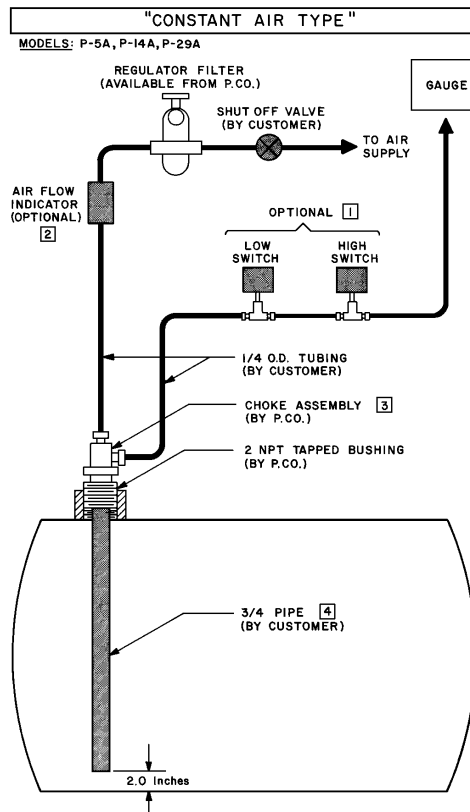 "CONSTANT AIR TYPE"
MODELS: P-5A, P-14A, P-29A
REGULATOR FILTER
(AVAILABLE FROM P.CO.)
SHUT OFF VALVE
(BY CUSTOMER)
GAUGE
TO AIR
SUPPLY
AIR FLOW
INDICATOR
(OPTIONAL)
2
OPTIONAL 1
LOW
SWITCH
HIGH
SWITCH
1/4 O.D. TUBING
(BY CUSTOMER)
CHOKE ASSEMBLY 3
(BY P.CO.)
2 NPT TAPPED BUSHING
(BY P.CO.)
3/4 PIPE 4
(BY CUSTOMER)
2.0 Inches